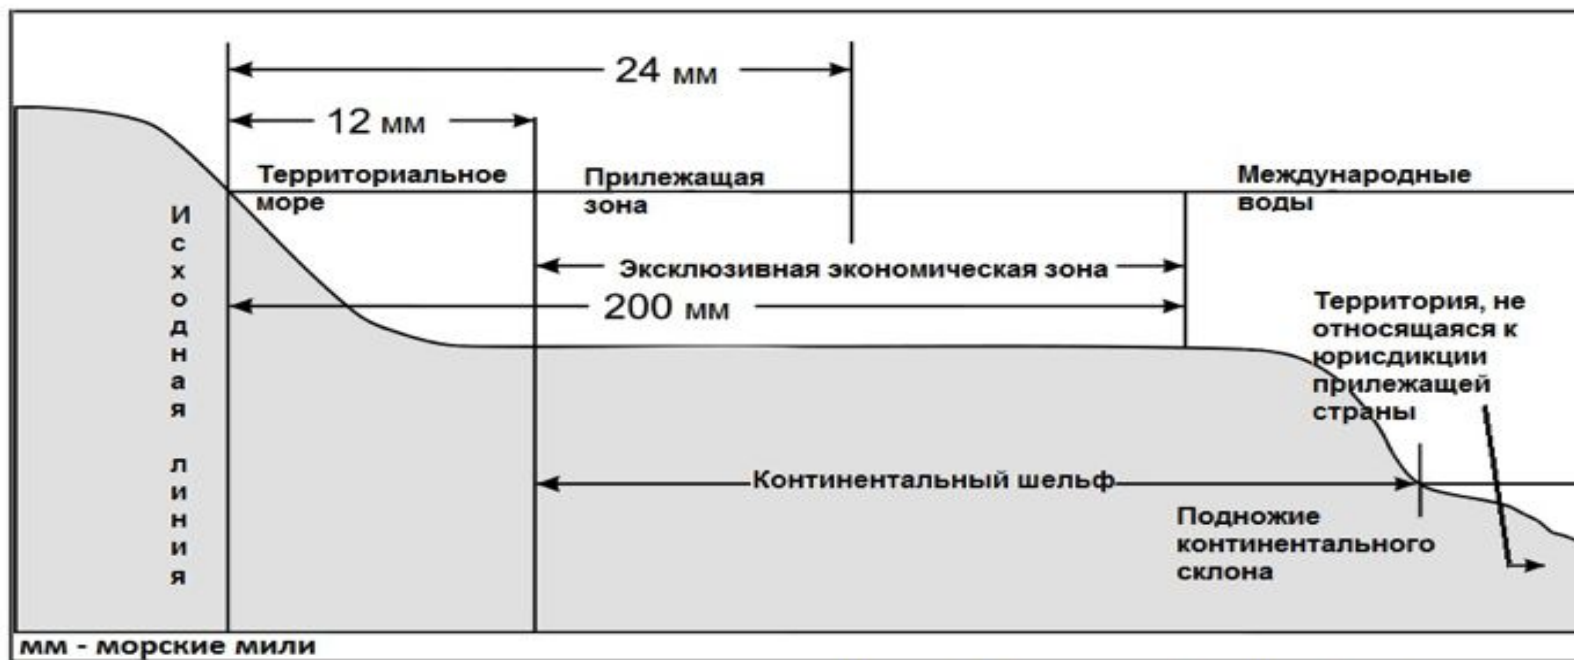 24 мм
12 мм
Территориальное
море
Прилежащая
зона
Международные
воды
Исходная линия
Эксклюзивная экономическая зона
200 мм
Территория, не
относящаяся к
юрисдикции
прилежащей
страны
Континентальный шельф
Подножие
континентального
склона
мм - морские мили